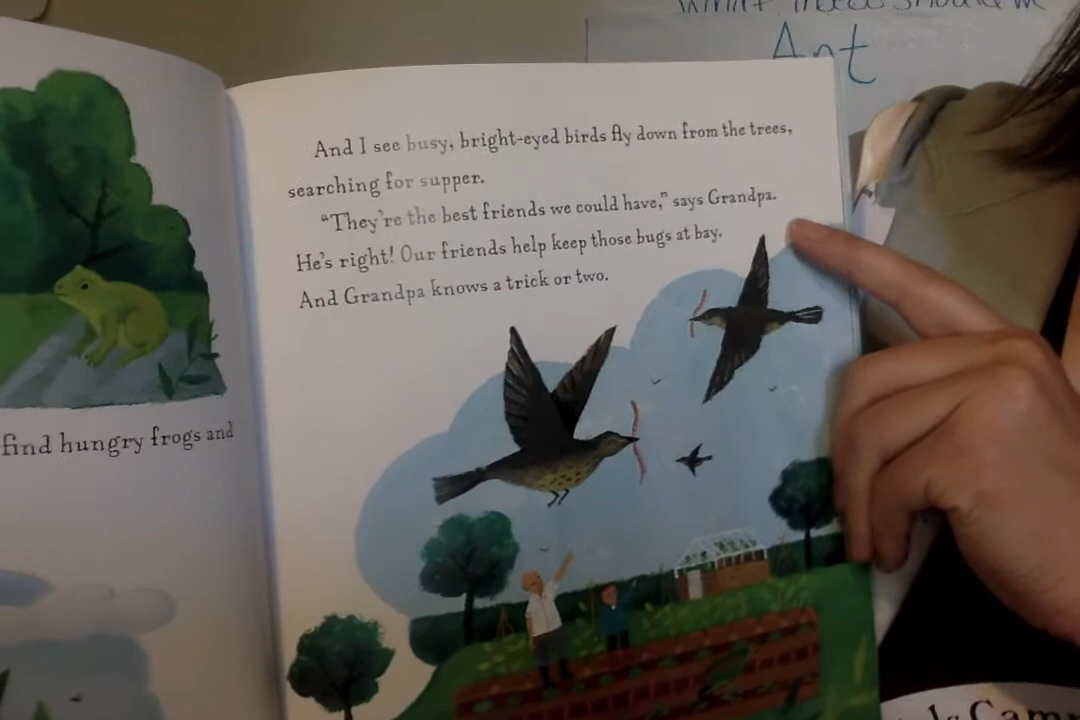 Ant
And I see busy, bright-eyed birds fly down from the trees,
searching for supper.
"They're the best friends we could have," says Grandpa.
He's right! Our friends help keep those bugs at bay.
And Grandpa knows a trick or two.
find hungry frogs and